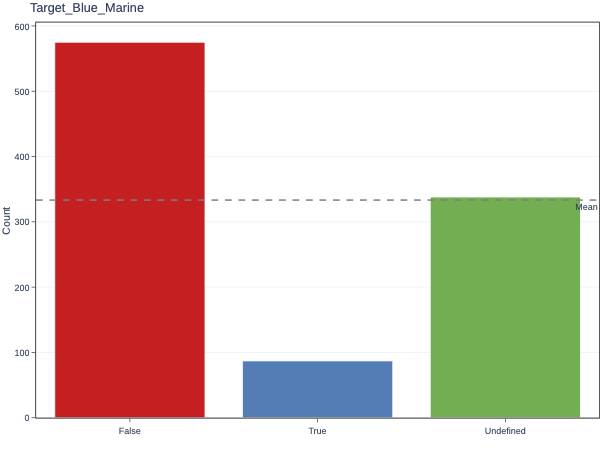 Target_Blue_Marine
Count
600
500
400
300
200
100
0
Mean
False
True
Undefined